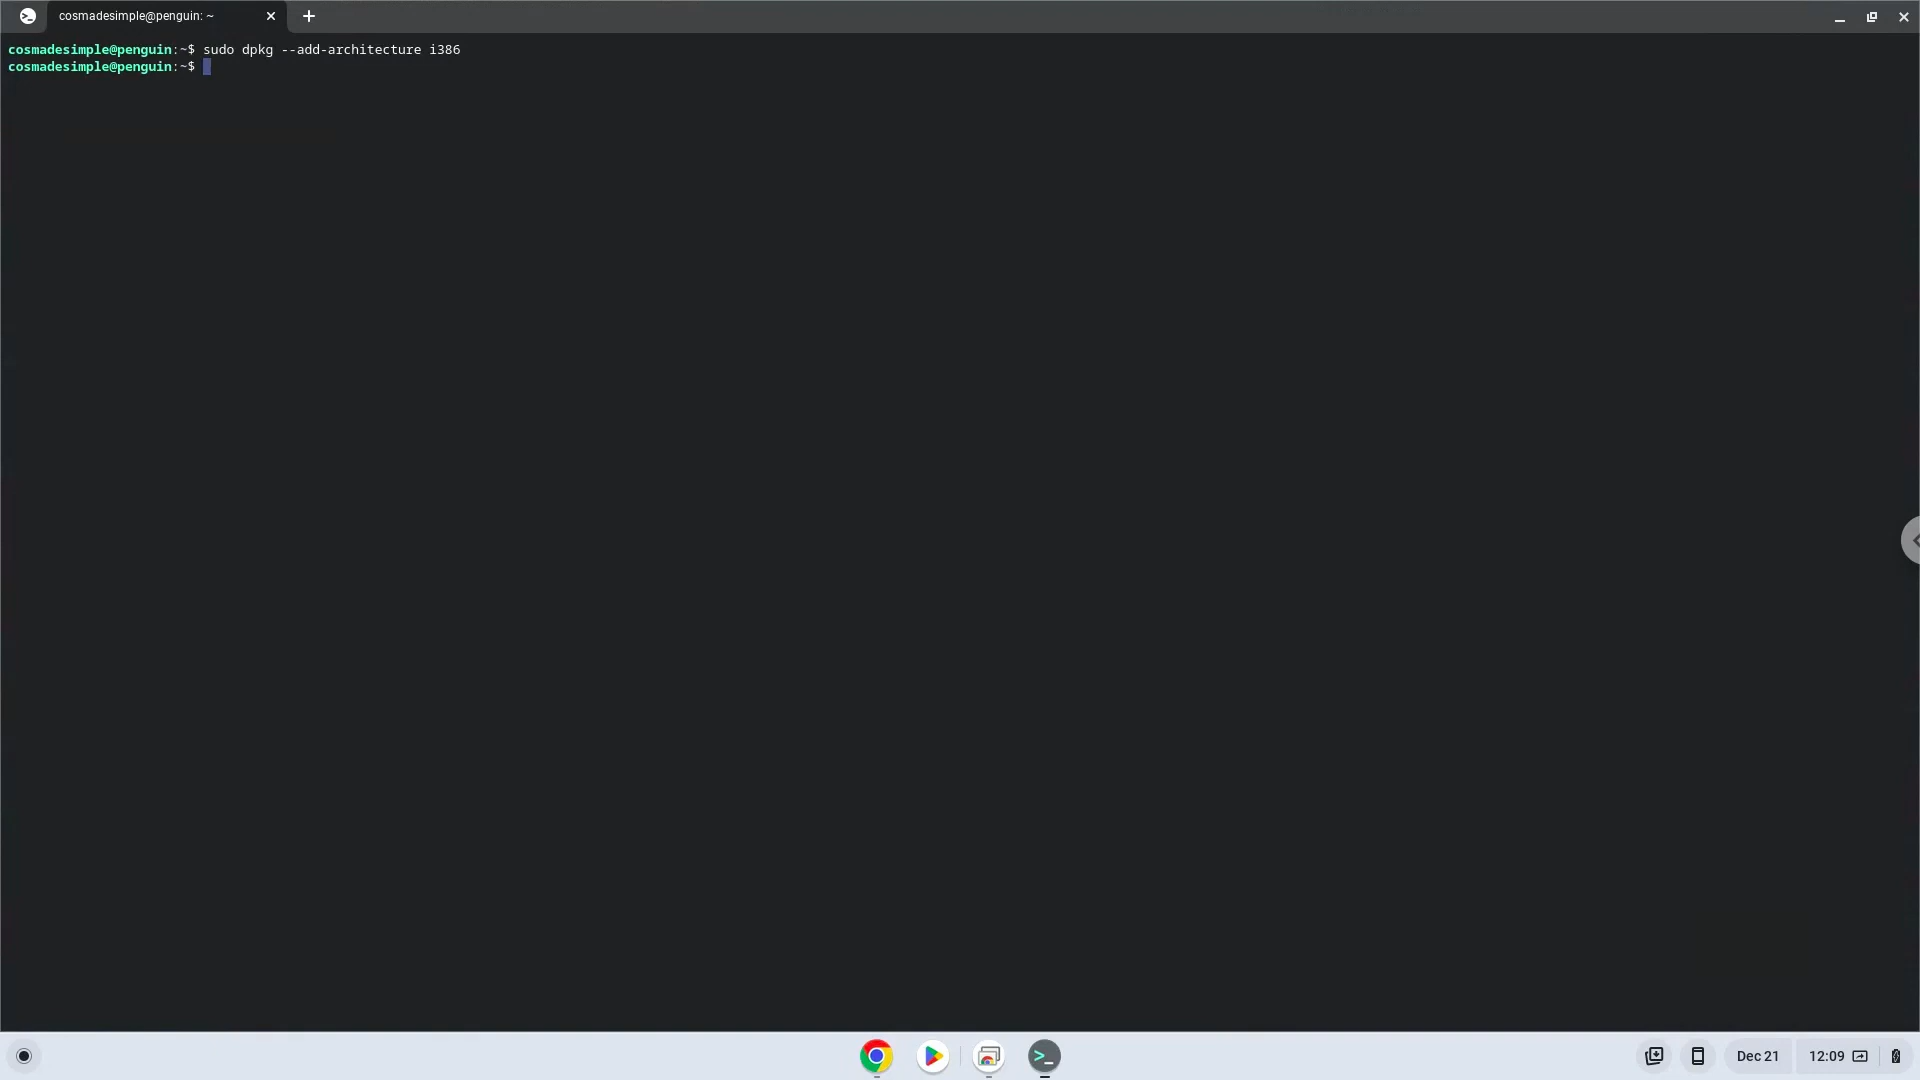 cosmadesimple@penguin: ~
cosmadesimple@penguin:~$ sudo dpkg --add-architecture i386
cosmadesimple@penguin:~$
Dec 21
12:09